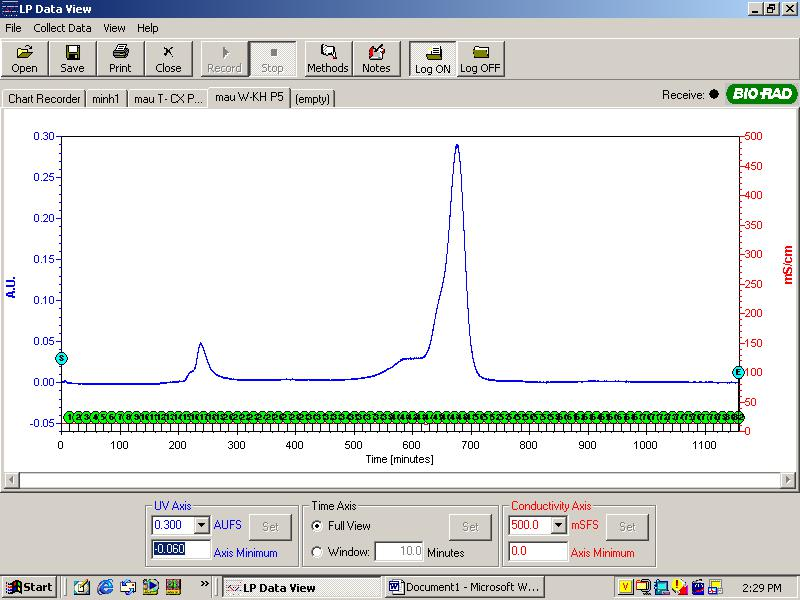 LP Data View
File Collect Data View Help
Open Save Print Close Record Stop Methods Notes Log ON Log OFF
Chart Recorder minh1 mau T- CX P... mau W-KH P5 (empty) Receive: BIO-RAD
0.30 500
450
0.25
400
0.20 350
300
0.15
250
A.U. mS/cm
0.10 200
0.05 150
S
100
E
0.00
50
-0.05 0
0 100 200 300 400 500 600 700 800 900 1000 1100
Time [minutes]
UV Axis Time Axis Conductivity Axis
0.300 AUFS Set Full View Set 500.0 mSFS Set
-0.060 Axis Minimum Window: 10.0 Minutes 0.0 Axis Minimum
Start » LP Data View Document1 - Microsoft W... V 2:29 PM